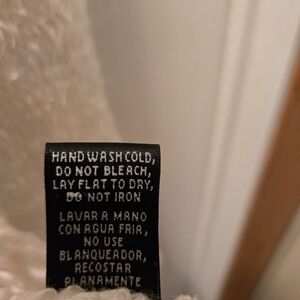 HAND WASH COLD,
DO NOT BLEACH,
LAY FLAT TO DRY,
DO NOT IRON
LAVAR A MANO
CON AGUA FRIA,
NO USE
BLANQUEADOR,
RECOSTAR
PLANAMENTE